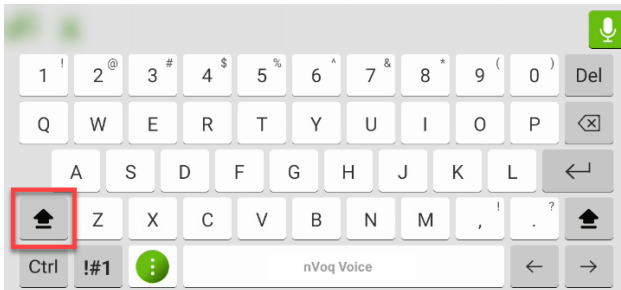 1 ! 2 @ 3 # 4 $ 5 % 6 ^ 7 & 8 * 9 ( 0 ) Del
Q W E R T Y U I O P
A S D F G H J K L
Z X C V B N M , ! . ?
Ctrl !#1 nVoq Voice ← →